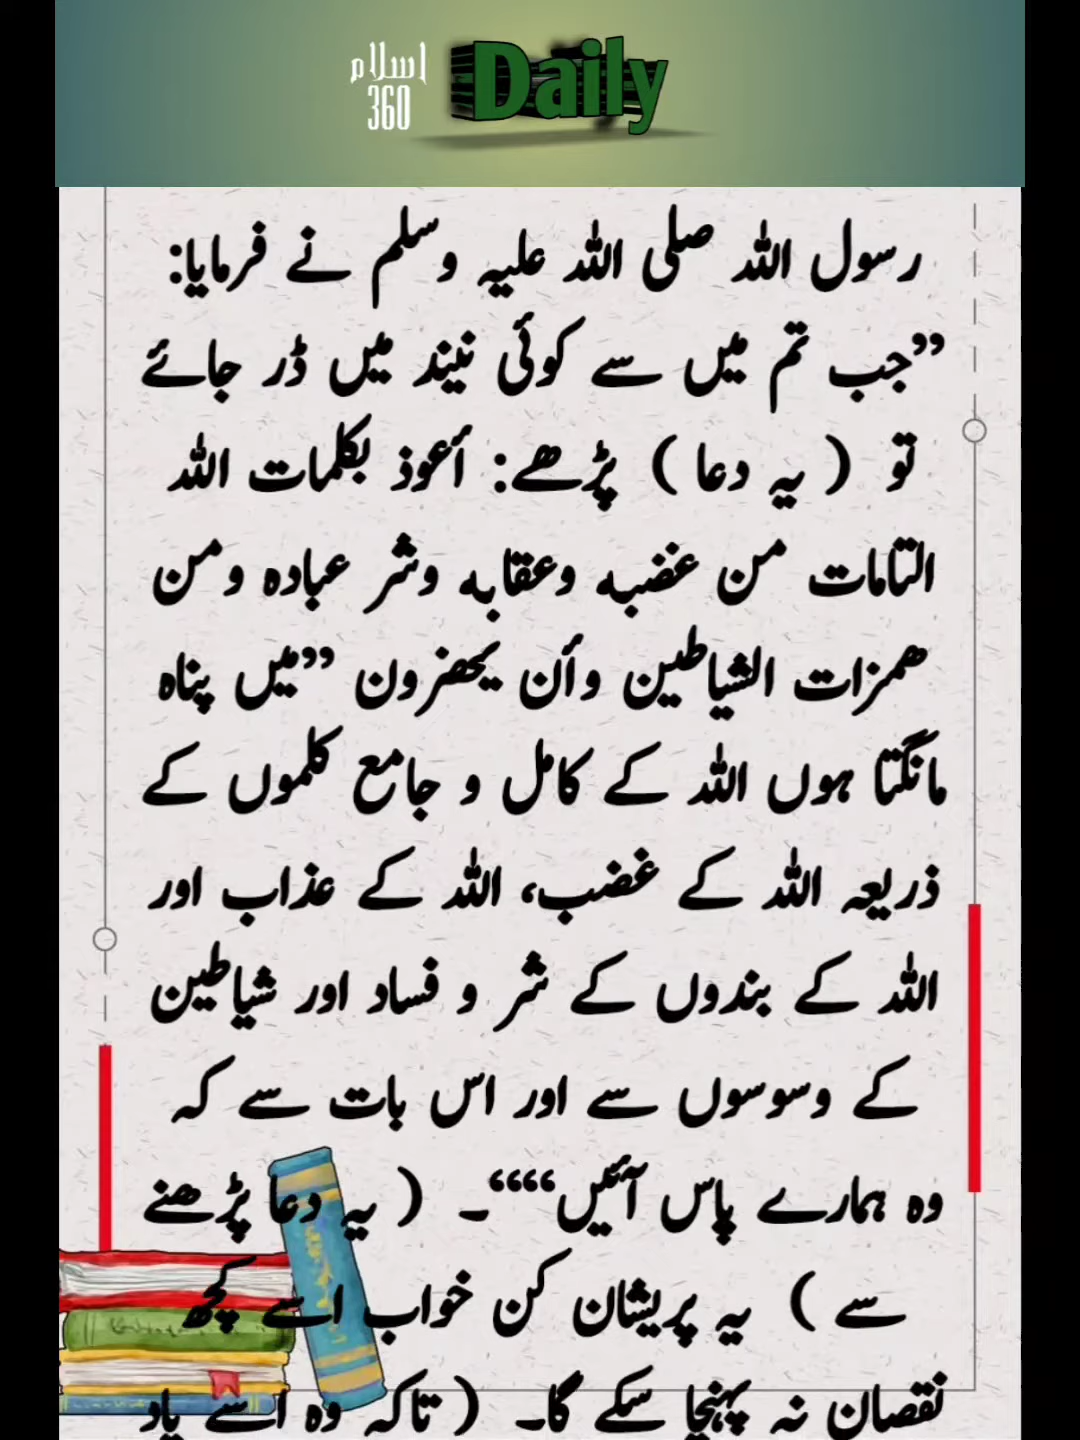 اسلام
360
Daily
رسول اللہ صلی اللہ علیہ وسلم نے فرمایا:
”جب تم میں سے کوئی نیند میں ڈر جائے
تو ( یہ دعا ) پڑھے: أعوذ بكلمات الله
التامات من غضبه وعقابه وشر عباده ومن
همزات الشياطين وأن يحضرون ”میں پناہ
مانگتا ہوں اللہ کے کامل و جامع کلموں کے
ذریعہ اللہ کے غضب، اللہ کے عذاب اور
اللہ کے بندوں کے شر و فساد اور شیاطین
کے وسوسوں سے اور اس بات سے کہ
وہ ہمارے پاس آئیں““۔ ( یہ دعا پڑھنے
سے ) یہ پریشان کن خواب اسے کچھ
نقصان نہ پہنچا سکے گا۔ ( تاکہ وہ اسے یاد